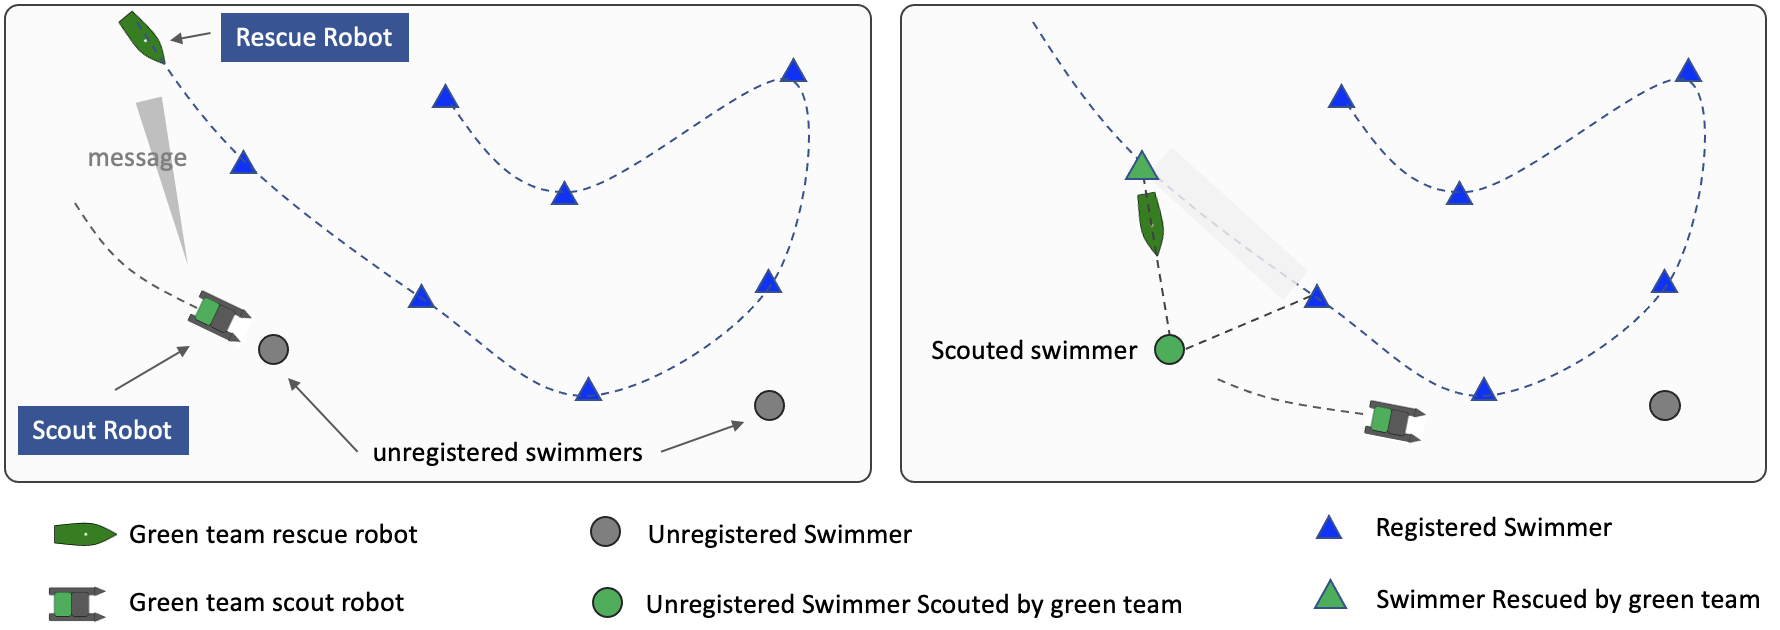 Rescue Robot
message
Scout Robot
unregistered swimmers
Scouted swimmer
Green team rescue robot
Unregistered Swimmer
Registered Swimmer
Green team scout robot
Unregistered Swimmer Scouted by green team
Swimmer Rescued by green team